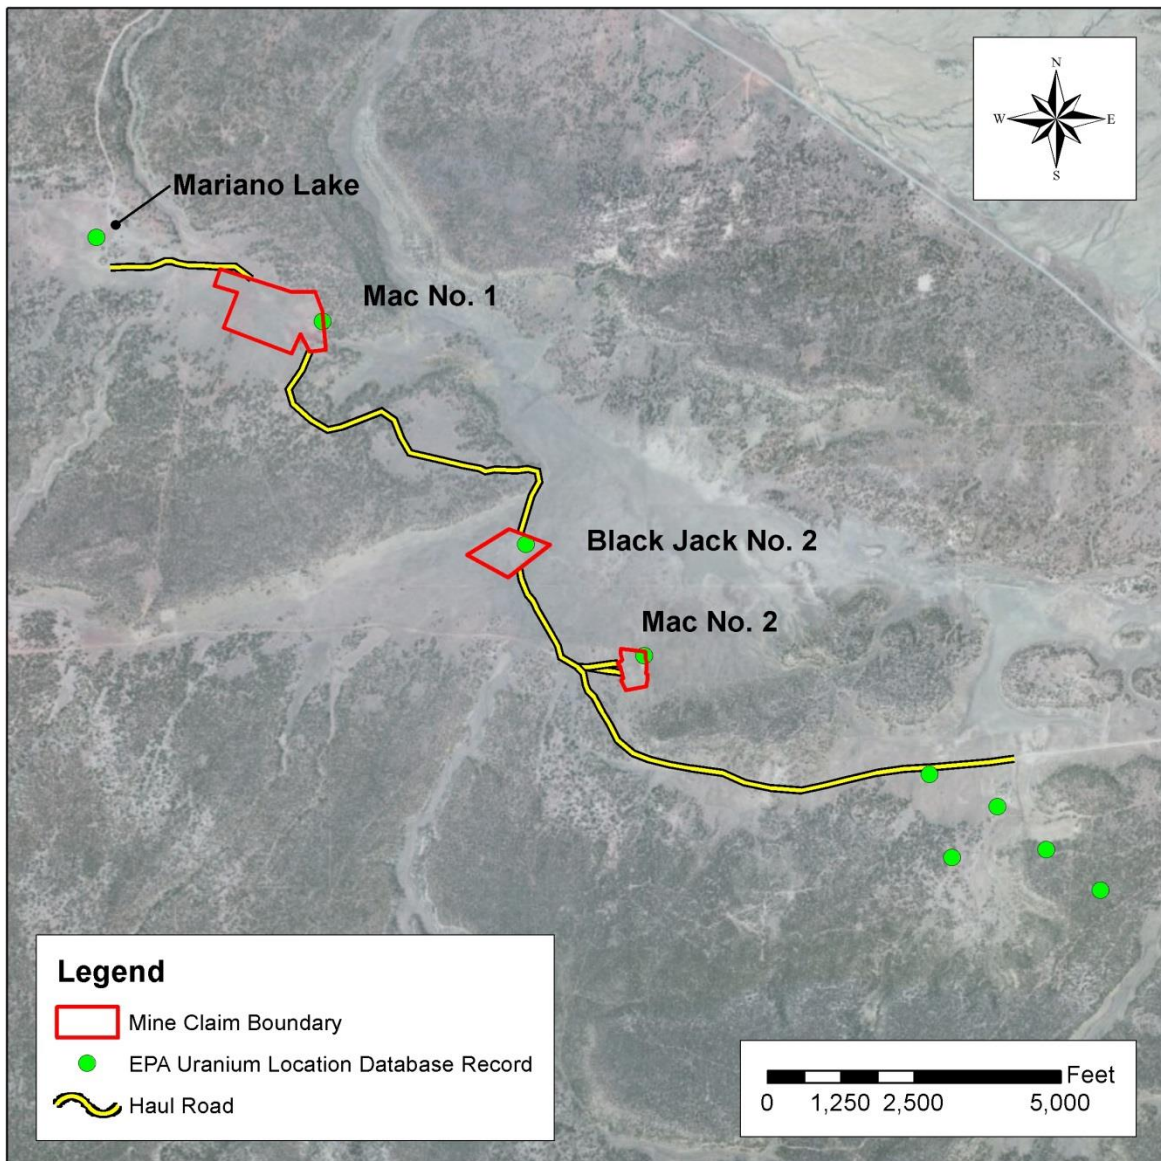 N
W E
S
Mariano Lake
Mac No. 1
Black Jack No. 2
Mac No. 2
Legend
Mine Claim Boundary
EPA Uranium Location Database Record
Haul Road
Feet
0 1,250 2,500 5,000